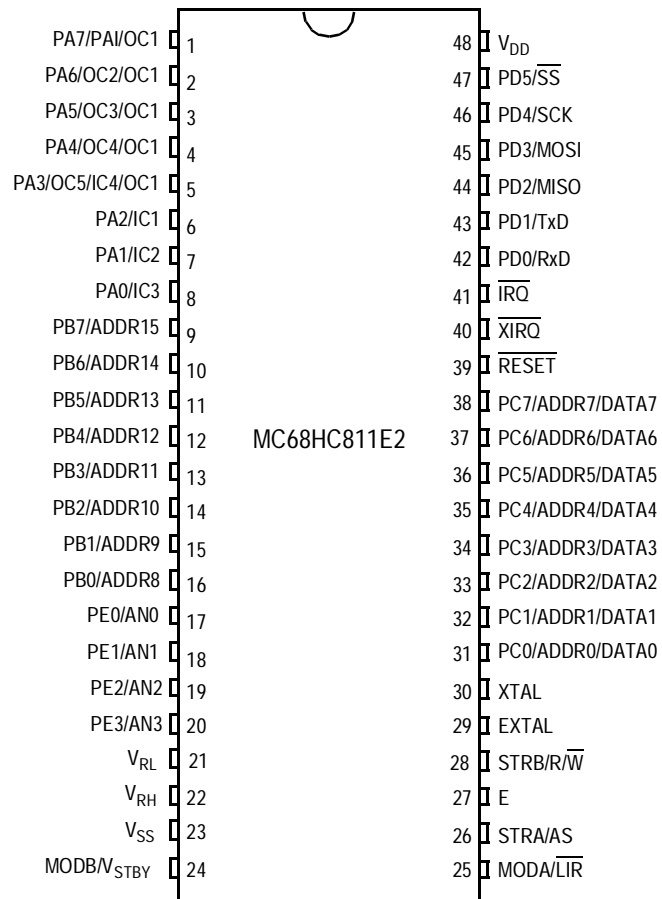 PA7/PAI/OC1 1 48 VDD
PA6/OC2/OC1 2 47 PD5/S̅S̅
PA5/OC3/OC1 3 46 PD4/SCK
PA4/OC4/OC1 4 45 PD3/MOSI
PA3/OC5/IC4/OC1 5 44 PD2/MISO
PA2/IC1 6 43 PD1/TxD
PA1/IC2 7 42 PD0/RxD
PA0/IC3 8 41 I̅R̅Q̅
PB7/ADDR15 9 40 X̅I̅R̅Q̅
PB6/ADDR14 10 39 R̅E̅S̅E̅T̅
PB5/ADDR13 11 38 PC7/ADDR7/DATA7
PB4/ADDR12 12 MC68HC811E2 37 PC6/ADDR6/DATA6
PB3/ADDR11 13 36 PC5/ADDR5/DATA5
PB2/ADDR10 14 35 PC4/ADDR4/DATA4
PB1/ADDR9 15 34 PC3/ADDR3/DATA3
PB0/ADDR8 16 33 PC2/ADDR2/DATA2
PE0/AN0 17 32 PC1/ADDR1/DATA1
PE1/AN1 18 31 PC0/ADDR0/DATA0
PE2/AN2 19 30 XTAL
PE3/AN3 20 29 EXTAL
VRL 21 28 STRB/R/W̅
VRH 22 27 E
VSS 23 26 STRA/AS
MODB/VSTBY 24 25 MODA/L̅I̅R̅